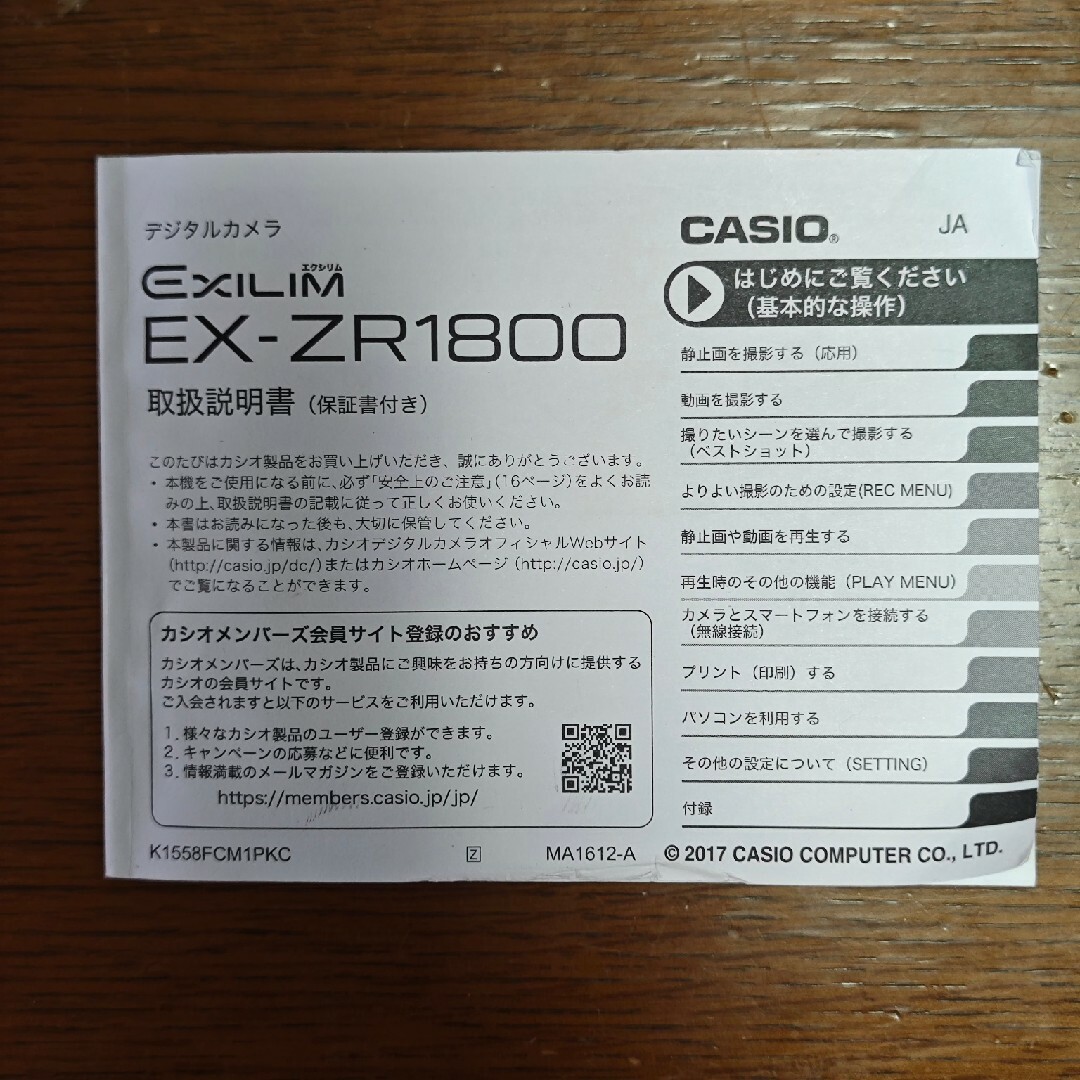 デジタルカメラ
エクシリム
EXILIM
EX-ZR1800
取扱説明書（保証書付き）
このたびはカシオ製品をお買い上げいただき、誠にありがとうございます。
・本機をご使用になる前に、必ず「安全上のご注意」（16ページ）をよくお読
みの上、取扱説明書の記載に従って正しくお使いください。
・本書はお読みになった後も、大切に保管してください。
・本製品に関する情報は、カシオデジタルカメラオフィシャルWebサイト
（http://casio.jp/dc/）またはカシオホームページ（http://casio.jp/）
でご覧になることができます。
カシオメンバーズ会員サイト登録のおすすめ
カシオメンバーズは、カシオ製品にご興味をお持ちの方向けに提供する
カシオの会員サイトです。
ご入会されますと以下のサービスをご利用いただけます。
1. 様々なカシオ製品のユーザー登録ができます。
2. キャンペーンの応募などに便利です。
3. 情報満載のメールマガジンをご登録いただけます。
https://members.casio.jp/jp/
K1558FCM1PKC
Z
MA1612-A
CASIO®
JA
はじめにご覧ください
（基本的な操作）
静止画を撮影する（応用）
動画を撮影する
撮りたいシーンを選んで撮影する
（ベストショット）
よりよい撮影のための設定(REC MENU)
静止画や動画を再生する
再生時のその他の機能（PLAY MENU）
カメラとスマートフォンを接続する
（無線接続）
プリント（印刷）する
パソコンを利用する
その他の設定について（SETTING）
付録
© 2017 CASIO COMPUTER CO., LTD.